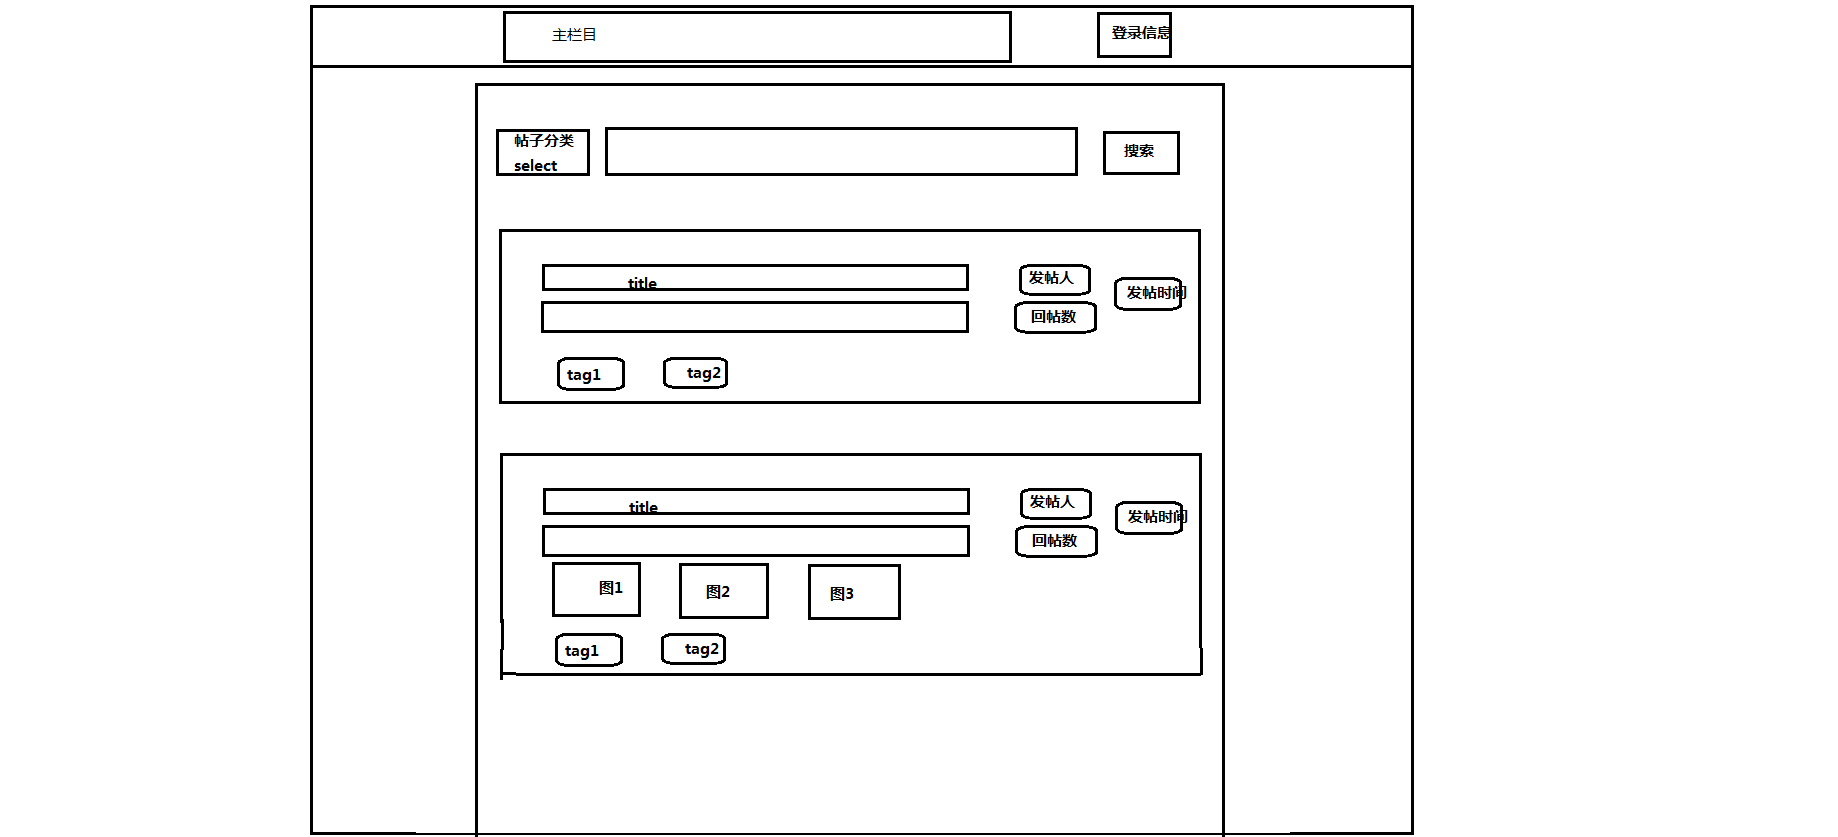 主栏目
登录信息
帖子分类
select
搜索
title
发帖人
发帖时间
回帖数
tag1
tag2
title
发帖人
发帖时间
回帖数
图1
图2
图3
tag1
tag2